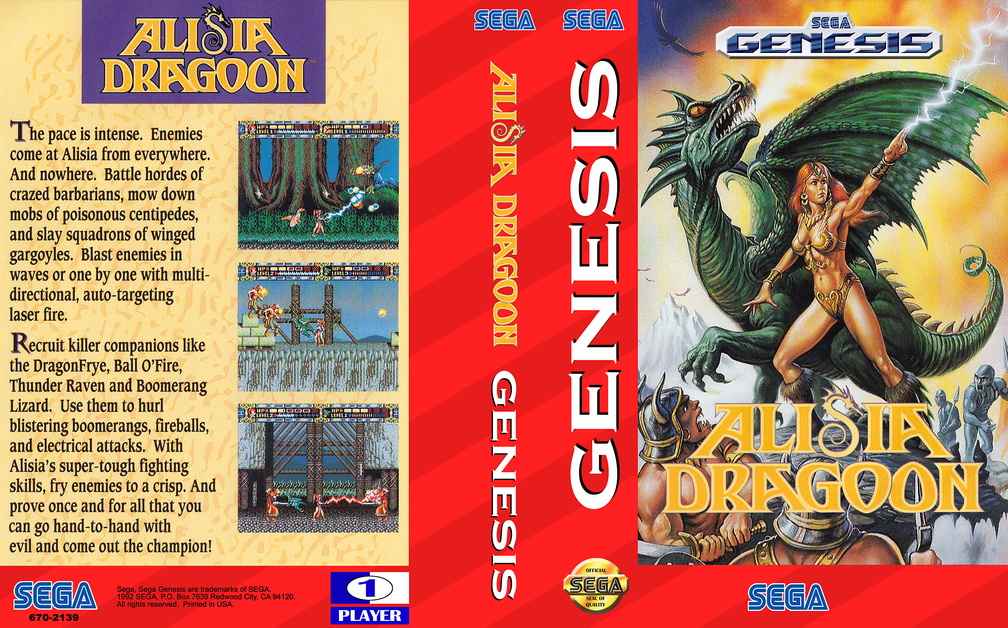 ALISIA
DRAGOON
™
The pace is intense. Enemies
come at Alisia from everywhere.
And nowhere. Battle hordes of
crazed barbarians, mow down
mobs of poisonous centipedes,
and slay squadrons of winged
gargoyles. Blast enemies in
waves or one by one with multi-
directional, auto-targeting
laser fire.
Recruit killer companions like
the DragonFrye, Ball O'Fire,
Thunder Raven and Boomerang
Lizard. Use them to hurl
blistering boomerangs, fireballs,
and electrical attacks. With
Alisia's super-tough fighting
skills, fry enemies to a crisp. And
prove once and for all that you
can go hand-to-hand with
evil and come out the champion!
SEGA
670-2139
Sega, Sega Genesis are trademarks of SEGA.
1992 SEGA, P.O. Box 7639 Redwood City, CA 94120.
All rights reserved. Printed in USA.
1
PLAYER
SEGA
ALISIA DRAGOON
GENESIS
SEGA
GENESIS
OFFICIAL
SEGA
SEAL OF
QUALITY
SEGA
GENESIS
ALISIA
DRAGOON
SEGA